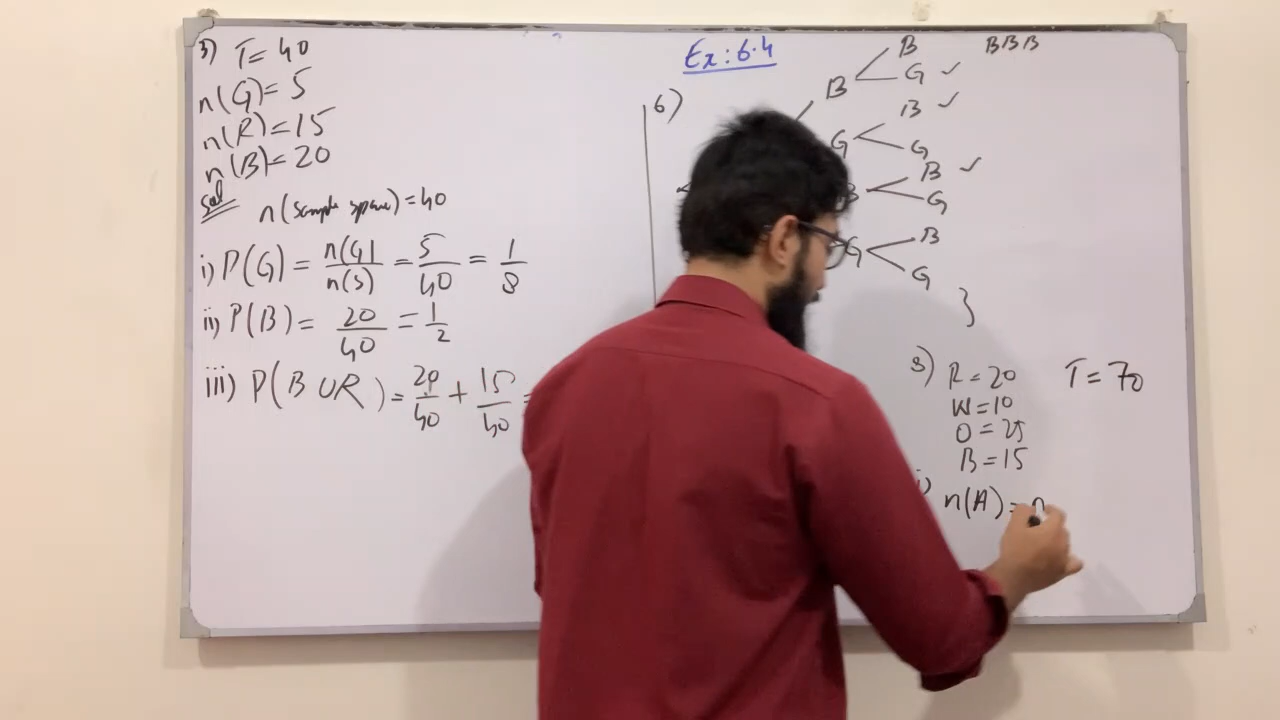 3) T = 40
n(G) = 5
n(R) = 15
n(B) = 20
Sol
n(sample space) = 40
i) P(G) = n(G) / n(S) = 5 / 40 = 1 / 8
ii) P(B) = 20 / 40 = 1 / 2
iii) P(B U R) = 20 / 40 + 15 / 40 =
Ex: 6.4
6)
B B BBB
G ✓
G B ✓
G
B B ✓
G
G B
G
}
8) R = 20 T = 70
W = 10
O = 25
B = 15
i) n(A) = n